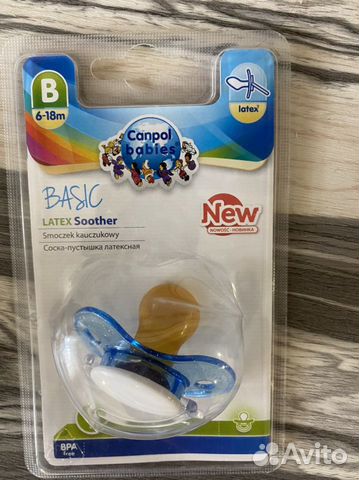 B
6-18m
Canpol
babies
latex
BASIC
LATEX Soother
Smoczek kauczukowy
Соска-пустышка латексная
New
NOWOŚĆ • НОВИНКА
BPA
free
Avito